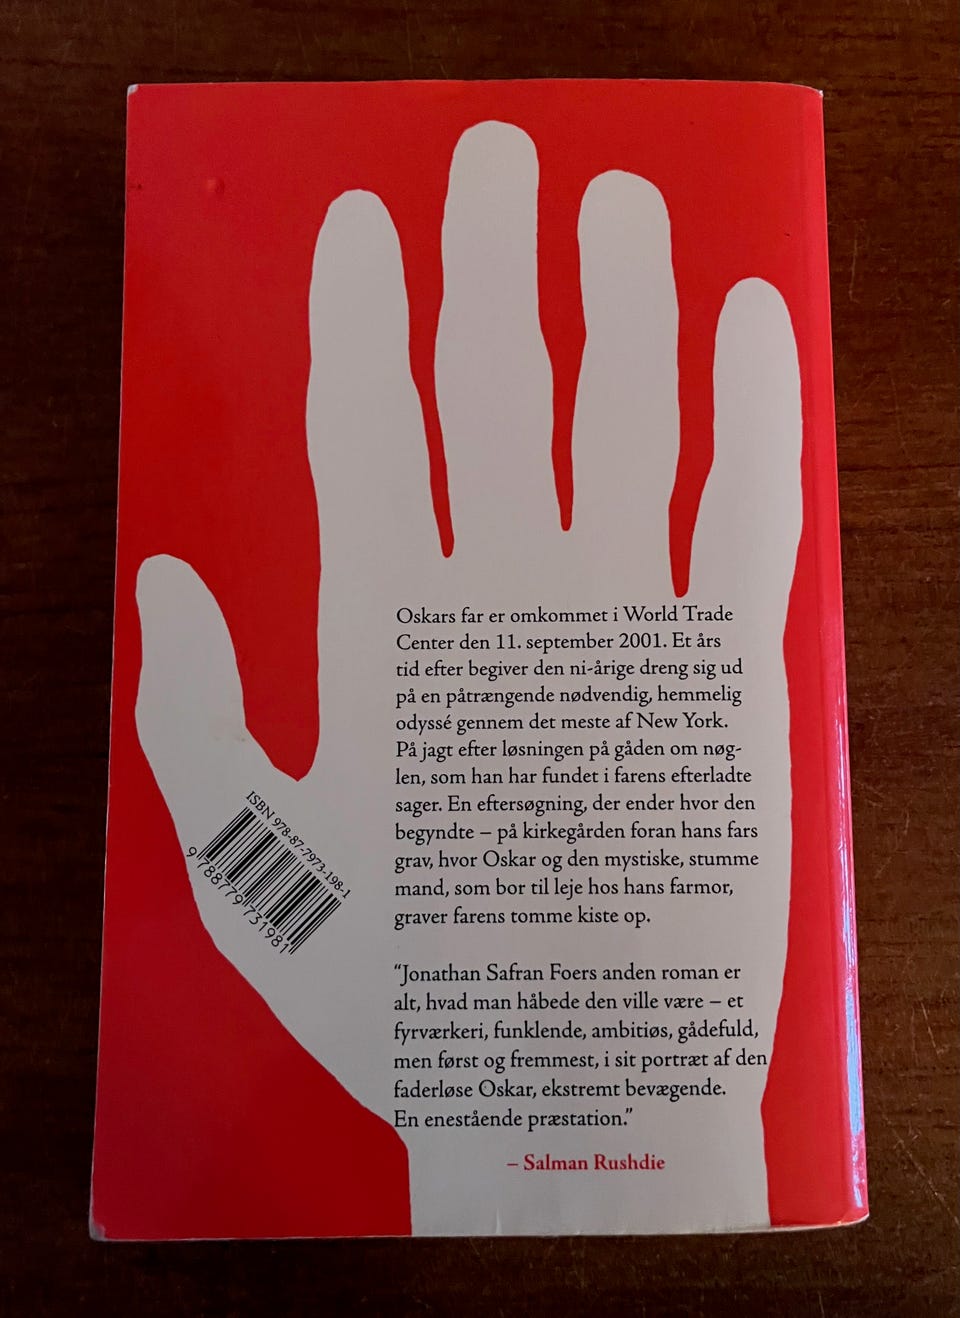 Oskars far er omkommet i World Trade
Center den 11. september 2001. Et års
tid efter begiver den ni-årige dreng sig ud
på en påtrængende nødvendig, hemmelig
odyssé gennem det meste af New York.
På jagt efter løsningen på gåden om nøg-
len, som han har fundet i farens efterladte
sager. En eftersøgning, der ender hvor den
begyndte – på kirkegården foran hans fars
grav, hvor Oskar og den mystiske, stumme
mand, som bor til leje hos hans farmor,
graver farens tomme kiste op.
“Jonathan Safran Foers anden roman er
alt, hvad man håbede den ville være – et
fyrværkeri, funklende, ambitiøs, gådefuld,
men først og fremmest, i sit portræt af den
faderløse Oskar, ekstremt bevægende.
En enestående præstation.”
– Salman Rushdie
ISBN 978-87-7973-198-1
9 788779 731981